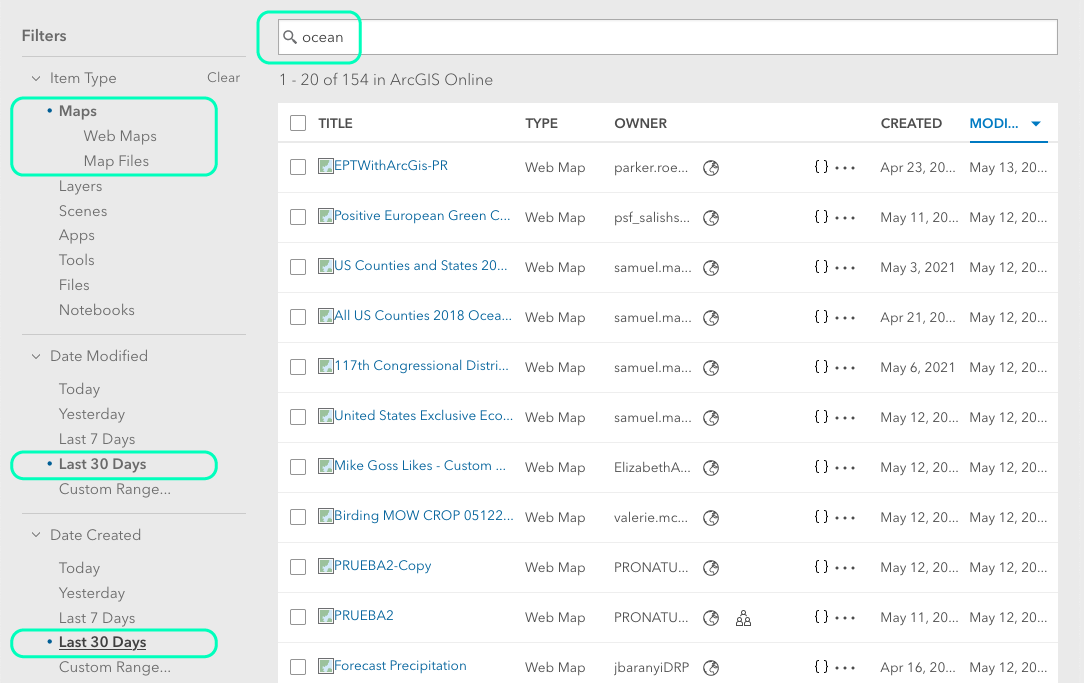 Filters
Item Type Clear
Maps
Web Maps
Map Files
Layers
Scenes
Apps
Tools
Files
Notebooks
Date Modified
Today
Yesterday
Last 7 Days
Last 30 Days
Custom Range...
Date Created
Today
Yesterday
Last 7 Days
Last 30 Days
Custom Range...
ocean
1 - 20 of 154 in ArcGIS Online
TITLE TYPE OWNER CREATED MODI...
EPTWithArcGis-PR Web Map parker.roe... { } ... Apr 23, 20... May 13, 20...
Positive European Green C... Web Map psf_salishs... { } ... May 11, 20... May 12, 20...
US Counties and States 20... Web Map samuel.ma... { } ... May 3, 2021 May 12, 20...
All US Counties 2018 Ocea... Web Map samuel.ma... { } ... Apr 21, 20... May 12, 20...
117th Congressional Distri... Web Map samuel.ma... { } ... May 6, 2021 May 12, 20...
United States Exclusive Eco... Web Map samuel.ma... { } ... May 12, 20... May 12, 20...
Mike Goss Likes - Custom ... Web Map ElizabethA... { } ... May 12, 20... May 12, 20...
Birding MOW CROP 05122... Web Map valerie.mc... { } ... May 12, 20... May 12, 20...
PRUEBA2-Copy Web Map PRONATU... { } ... May 12, 20... May 12, 20...
PRUEBA2 Web Map PRONATU... { } ... May 11, 20... May 12, 20...
Forecast Precipitation Web Map jbaranyiDRP { } ... Apr 16, 20... May 12, 20...